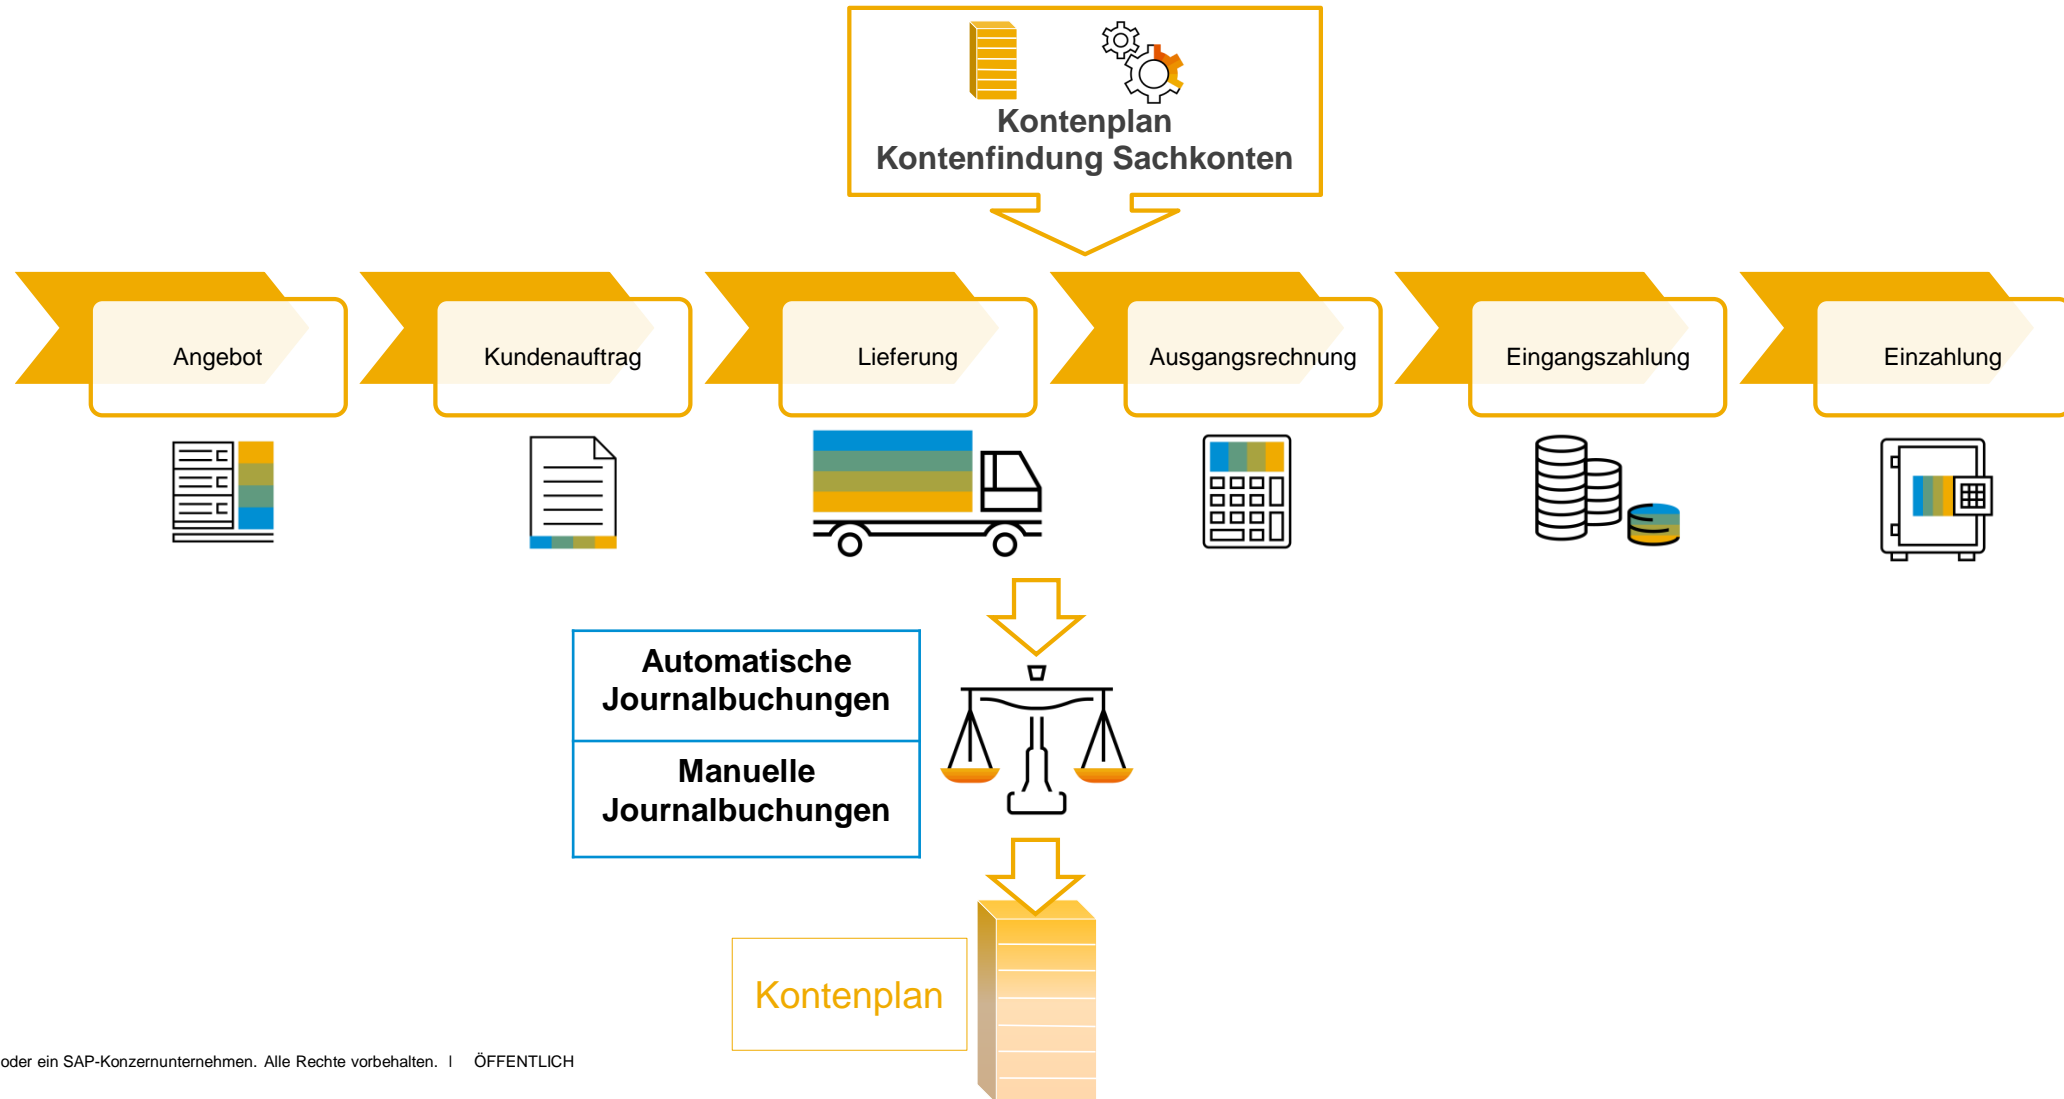 Kontenplan
Kontenfindung Sachkonten
Angebot
Kundenauftrag
Lieferung
Ausgangsrechnung
Eingangszahlung
Einzahlung
Automatische
Journalbuchungen
Manuelle
Journalbuchungen
Kontenplan
oder ein SAP-Konzernunternehmen. Alle Rechte vorbehalten. | ÖFFENTLICH